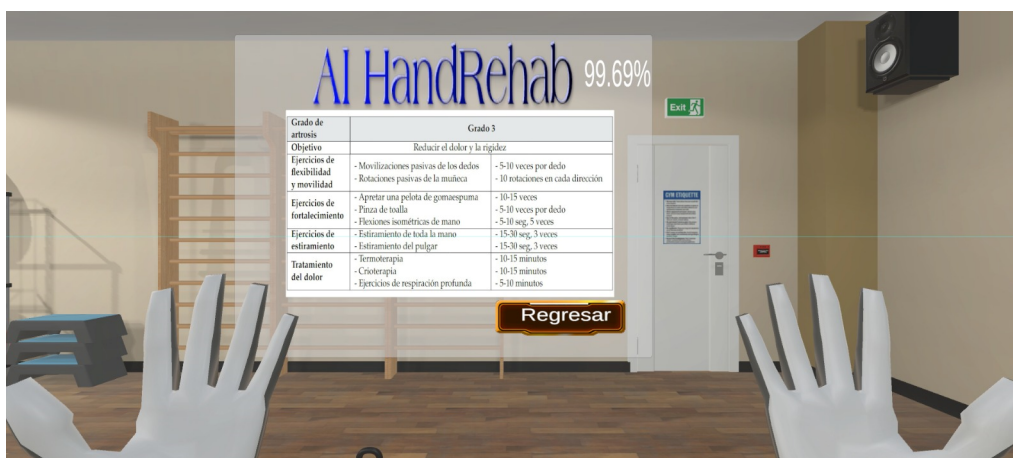 AI HandRehab 99.69%
Exit
Grado de
artrosis
Grado 3
Objetivo
Reducir el dolor y la rigidez
Ejercicios de
flexibilidad
y movilidad
- Movilizaciones pasivas de los dedos
- Rotaciones pasivas de la muñeca
- 5-10 veces por dedo
- 10 rotaciones en cada dirección
Ejercicios de
fortalecimiento
- Apretar una pelota de gomaespuma
- Pinza de toalla
- Flexiones isométricas de mano
- 10-15 veces
- 5-10 veces por dedo
- 5-10 seg, 5 veces
Ejercicios de
estiramiento
- Estiramiento de toda la mano
- Estiramiento del pulgar
- 15-30 seg, 3 veces
- 15-30 seg, 3 veces
Tratamiento
del dolor
- Termoterapia
- Crioterapia
- Ejercicios de respiración profunda
- 10-15 minutos
- 10-15 minutos
- 5-10 minutos
GYM ETIQUETTE
Regresar